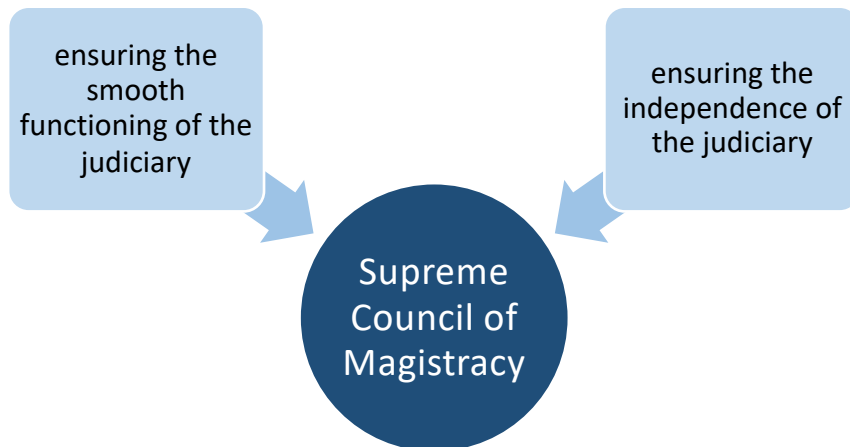 ensuring the
smooth
functioning of the
judiciary
ensuring the
independence of
the judiciary
Supreme
Council of
Magistracy